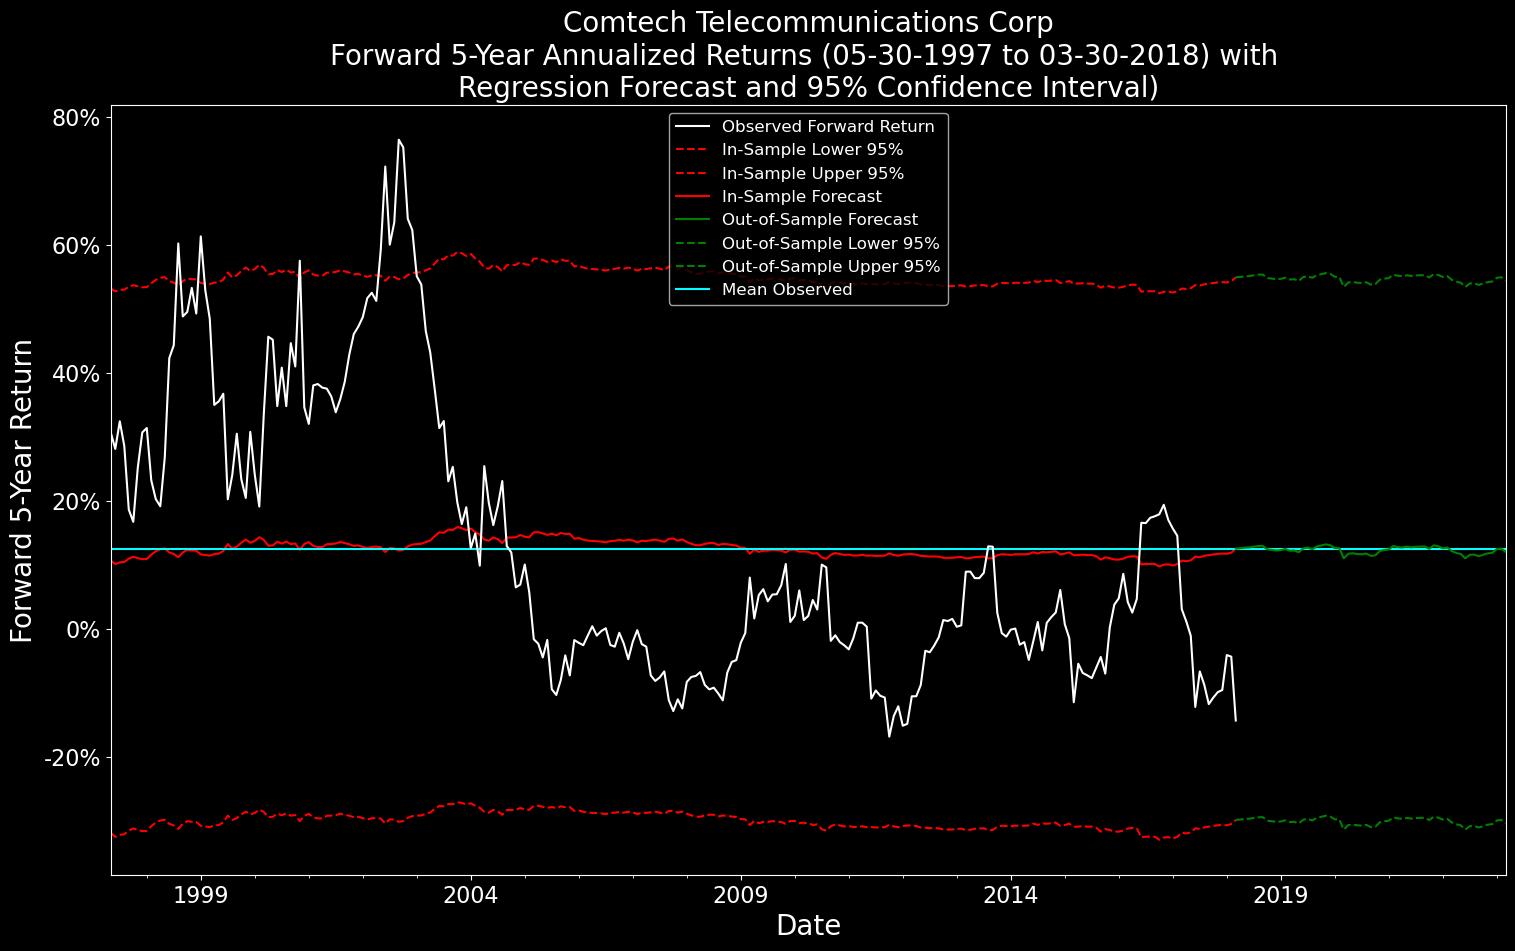 Comtech Telecommunications Corp
Forward 5-Year Annualized Returns (05-30-1997 to 03-30-2018) with
Regression Forecast and 95% Confidence Interval)
Observed Forward Return
In-Sample Lower 95%
In-Sample Upper 95%
In-Sample Forecast
Out-of-Sample Forecast
Out-of-Sample Lower 95%
Out-of-Sample Upper 95%
Mean Observed
Forward 5-Year Return
80%
60%
40%
20%
0%
-20%
1999
2004
2009
2014
2019
Date